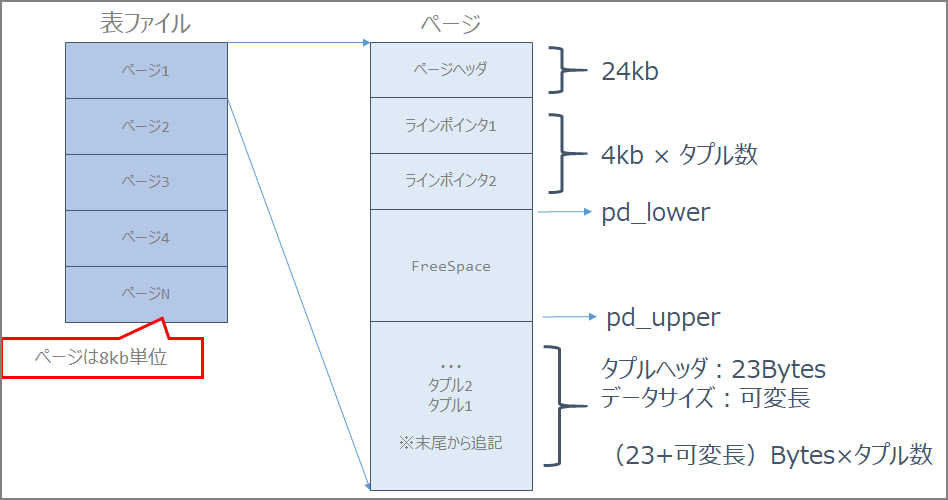 表ファイル
ページ1
ページ2
ページ3
ページ4
ページN
ページは8kb単位
ページ
ページヘッダ
ラインポインタ1
ラインポインタ2
FreeSpace
...
タプル2
タプル1
※末尾から追記
24kb
4kb × タプル数
pd_lower
pd_upper
タプルヘッダ：23Bytes
データサイズ：可変長
（23+可変長）Bytes×タプル数